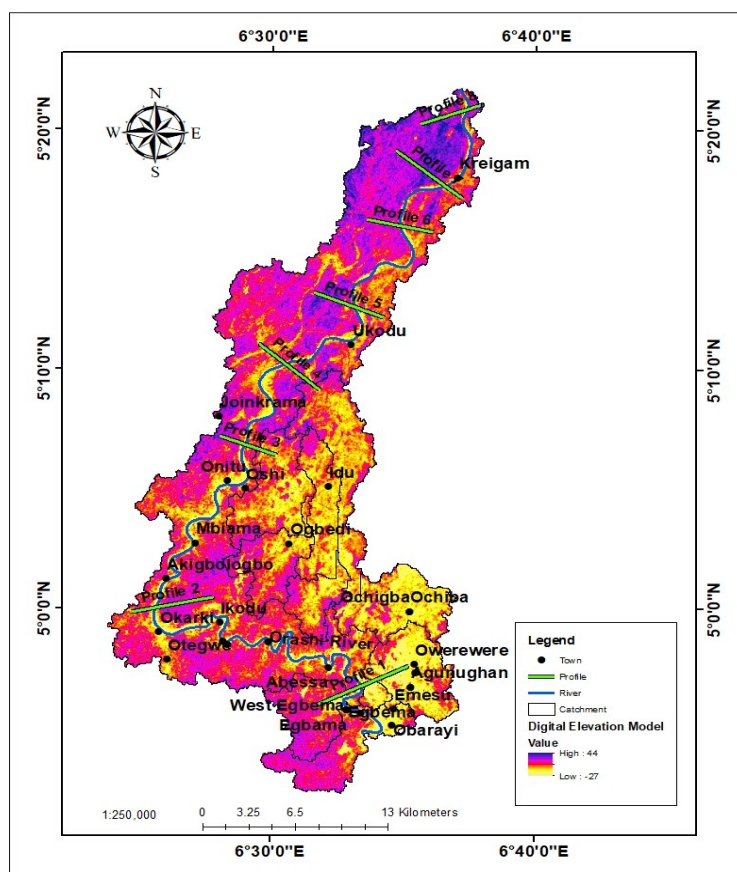 6°30'0"E 6°40'0"E
N
W E
S
5°20'0"N 5°20'0"N
Profile 8
Profile
Kreigam
Profile 6
Profile 5
Ukodu
5°10'0"N 5°10'0"N
Profile 4
Joinkrama
Profile 3
Onitu
Oshi
Idu
Mbiama
Ogbedi
Akigbologbo
5°0'0"N 5°0'0"N
Profile 2
Ikodu
OchigbaOchiba
Okarki
Otegwe
Orashi River
Owerewere
Profile 1
Agunughan
Abessa
Emesu
West Egbema
Egbema
Egbama
Obarayi
Legend
Town
Profile
River
Catchment
Digital Elevation Model
Value
High : 44
Low : -27
1:250,000 0 3.25 6.5 13 Kilometers
6°30'0"E 6°40'0"E